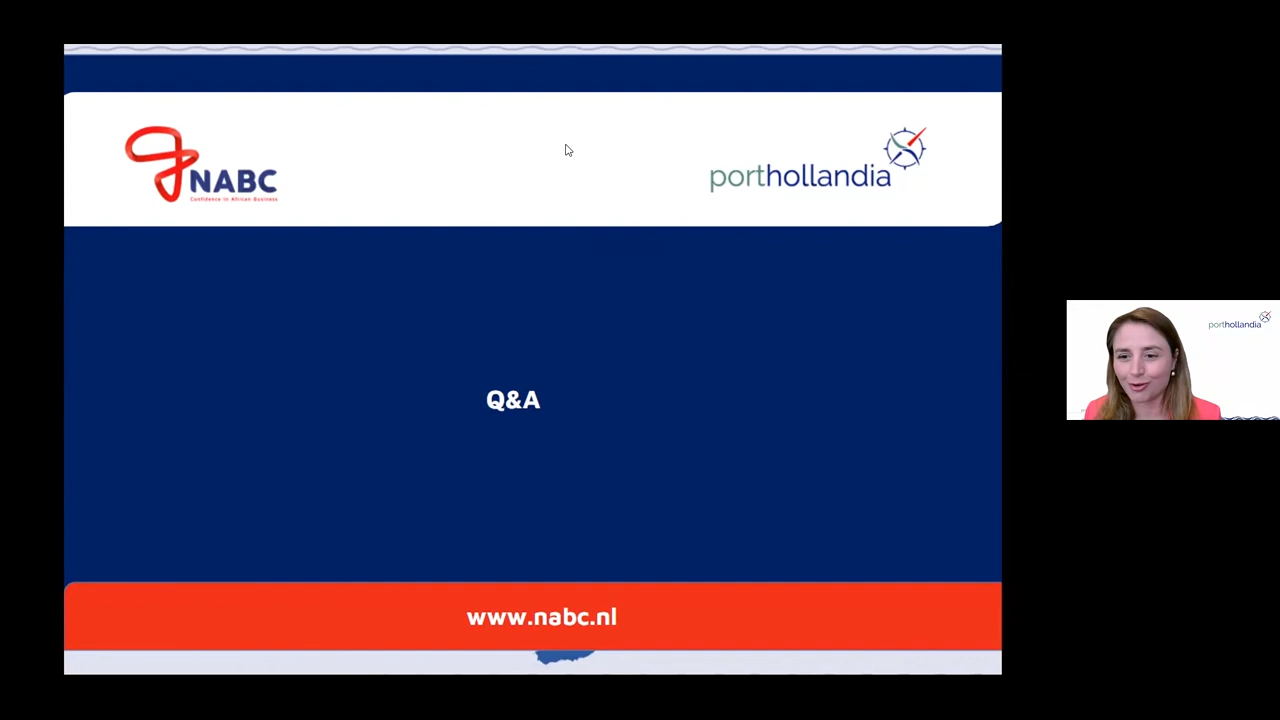 NABC
Confidence in African Business
porthollandia
Q&A
www.nabc.nl
porthollandia